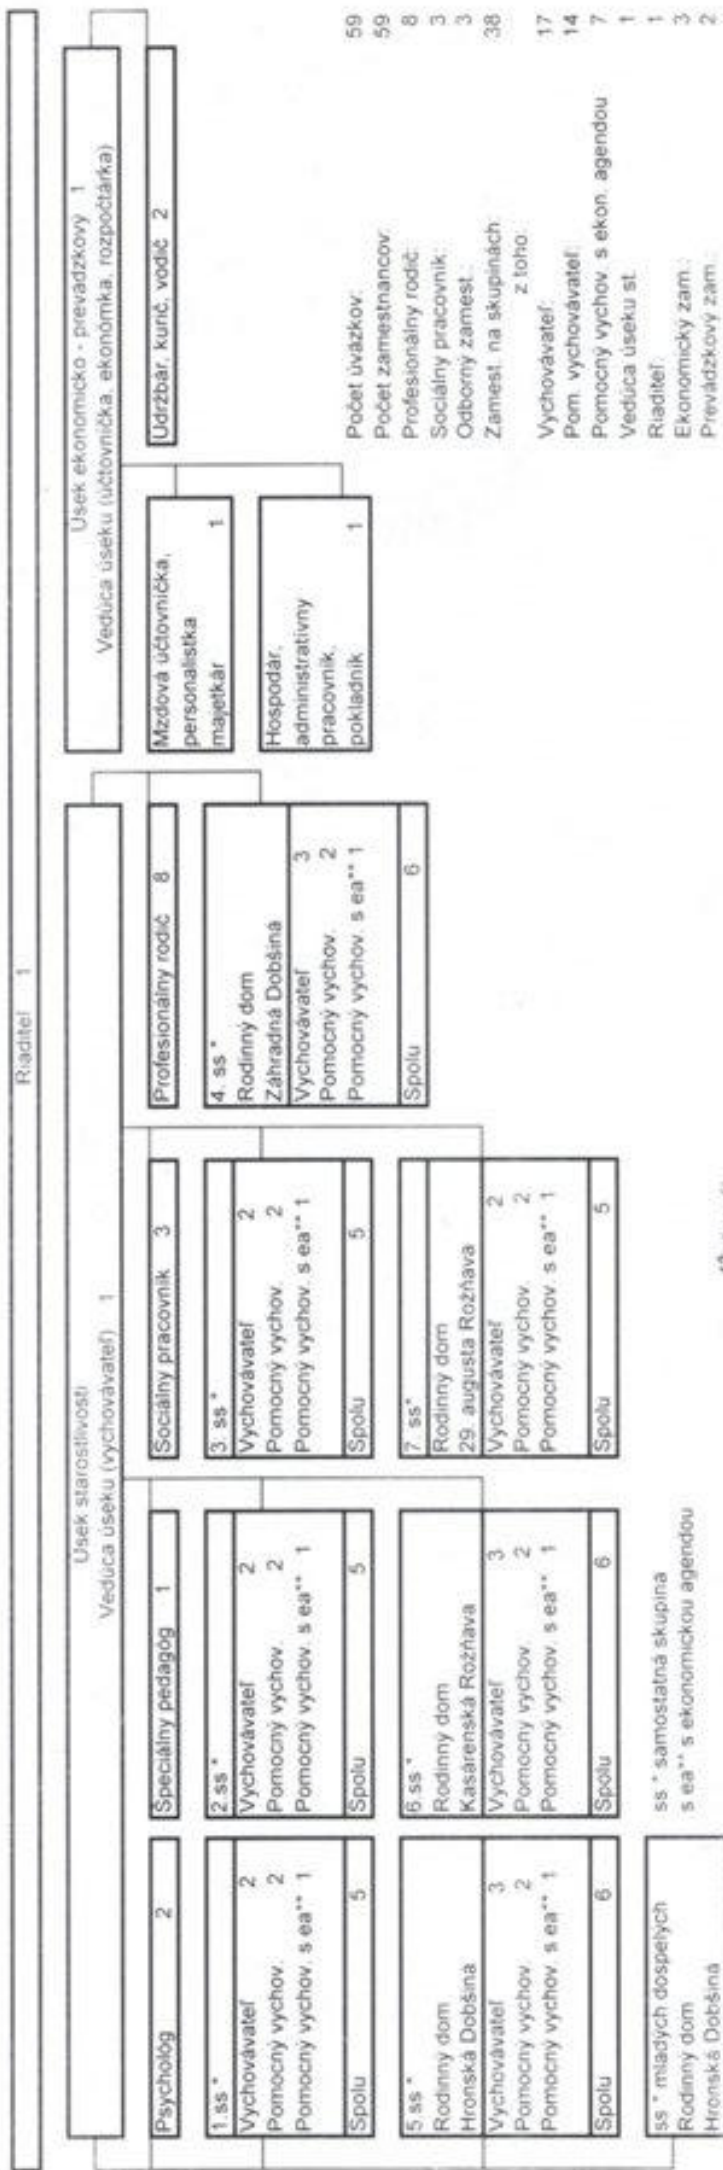 Riaditeľ 1
Úsek starostlivosti
Vedúca úseku (vychovávateľ) 1
Úsek ekonomicko - prevádzkový 1
Vedúca úseku (účtovníčka, ekonómka, rozpočtárka)
Psychológ 2
Špeciálny pedagóg 1
Sociálny pracovník 3
Profesionálny rodič 8
Mzdová účtovníčka,
personalistka
majetkár 1
Údržbár, kurič, vodič 2
Hospodár,
administratívny
pracovník,
pokladník 1
1.ss *
Vychovávateľ 2
Pomocný vychov. 2
Pomocný vychov. s ea** 1
Spolu 5
2.ss *
Vychovávateľ 2
Pomocný vychov. 2
Pomocný vychov. s ea** 1
Spolu 5
3. ss *
Vychovávateľ 2
Pomocný vychov. 2
Pomocný vychov. s ea** 1
Spolu 5
4. ss *
Rodinný dom
Záhradná Dobšiná
Vychovávateľ 3
Pomocný vychov. 2
Pomocný vychov. s ea** 1
Spolu 6
5 ss *
Rodinný dom
Hronská Dobšiná
Vychovávateľ 3
Pomocný vychov. 2
Pomocný vychov. s ea** 1
Spolu 6
6.ss *
Rodinný dom
Kasárenská Rožňava
Vychovávateľ 3
Pomocný vychov. 2
Pomocný vychov. s ea** 1
Spolu 6
7. ss *
Rodinný dom
29. augusta Rožňava
Vychovávateľ 2
Pomocný vychov. 2
Pomocný vychov. s ea** 1
Spolu 5
ss * mladých dospelých
Rodinný dom
Hronská Dobšiná
ss * samostatná skupina
s ea** s ekonomickou agendou
Počet úväzkov: 59
Počet zamestnancov: 59
Profesionálny rodič: 8
Sociálny pracovník: 3
Odborný zamest.: 3
Zamest. na skupinách: 38
z toho:
Vychovávateľ: 17
Pom. vychovávateľ: 14
Pomocný vychov. s ekon. agendou 7
Vedúca úseku st. 1
Riaditeľ: 1
Ekonomický zam.: 3
Prevádzkový zam.: 2